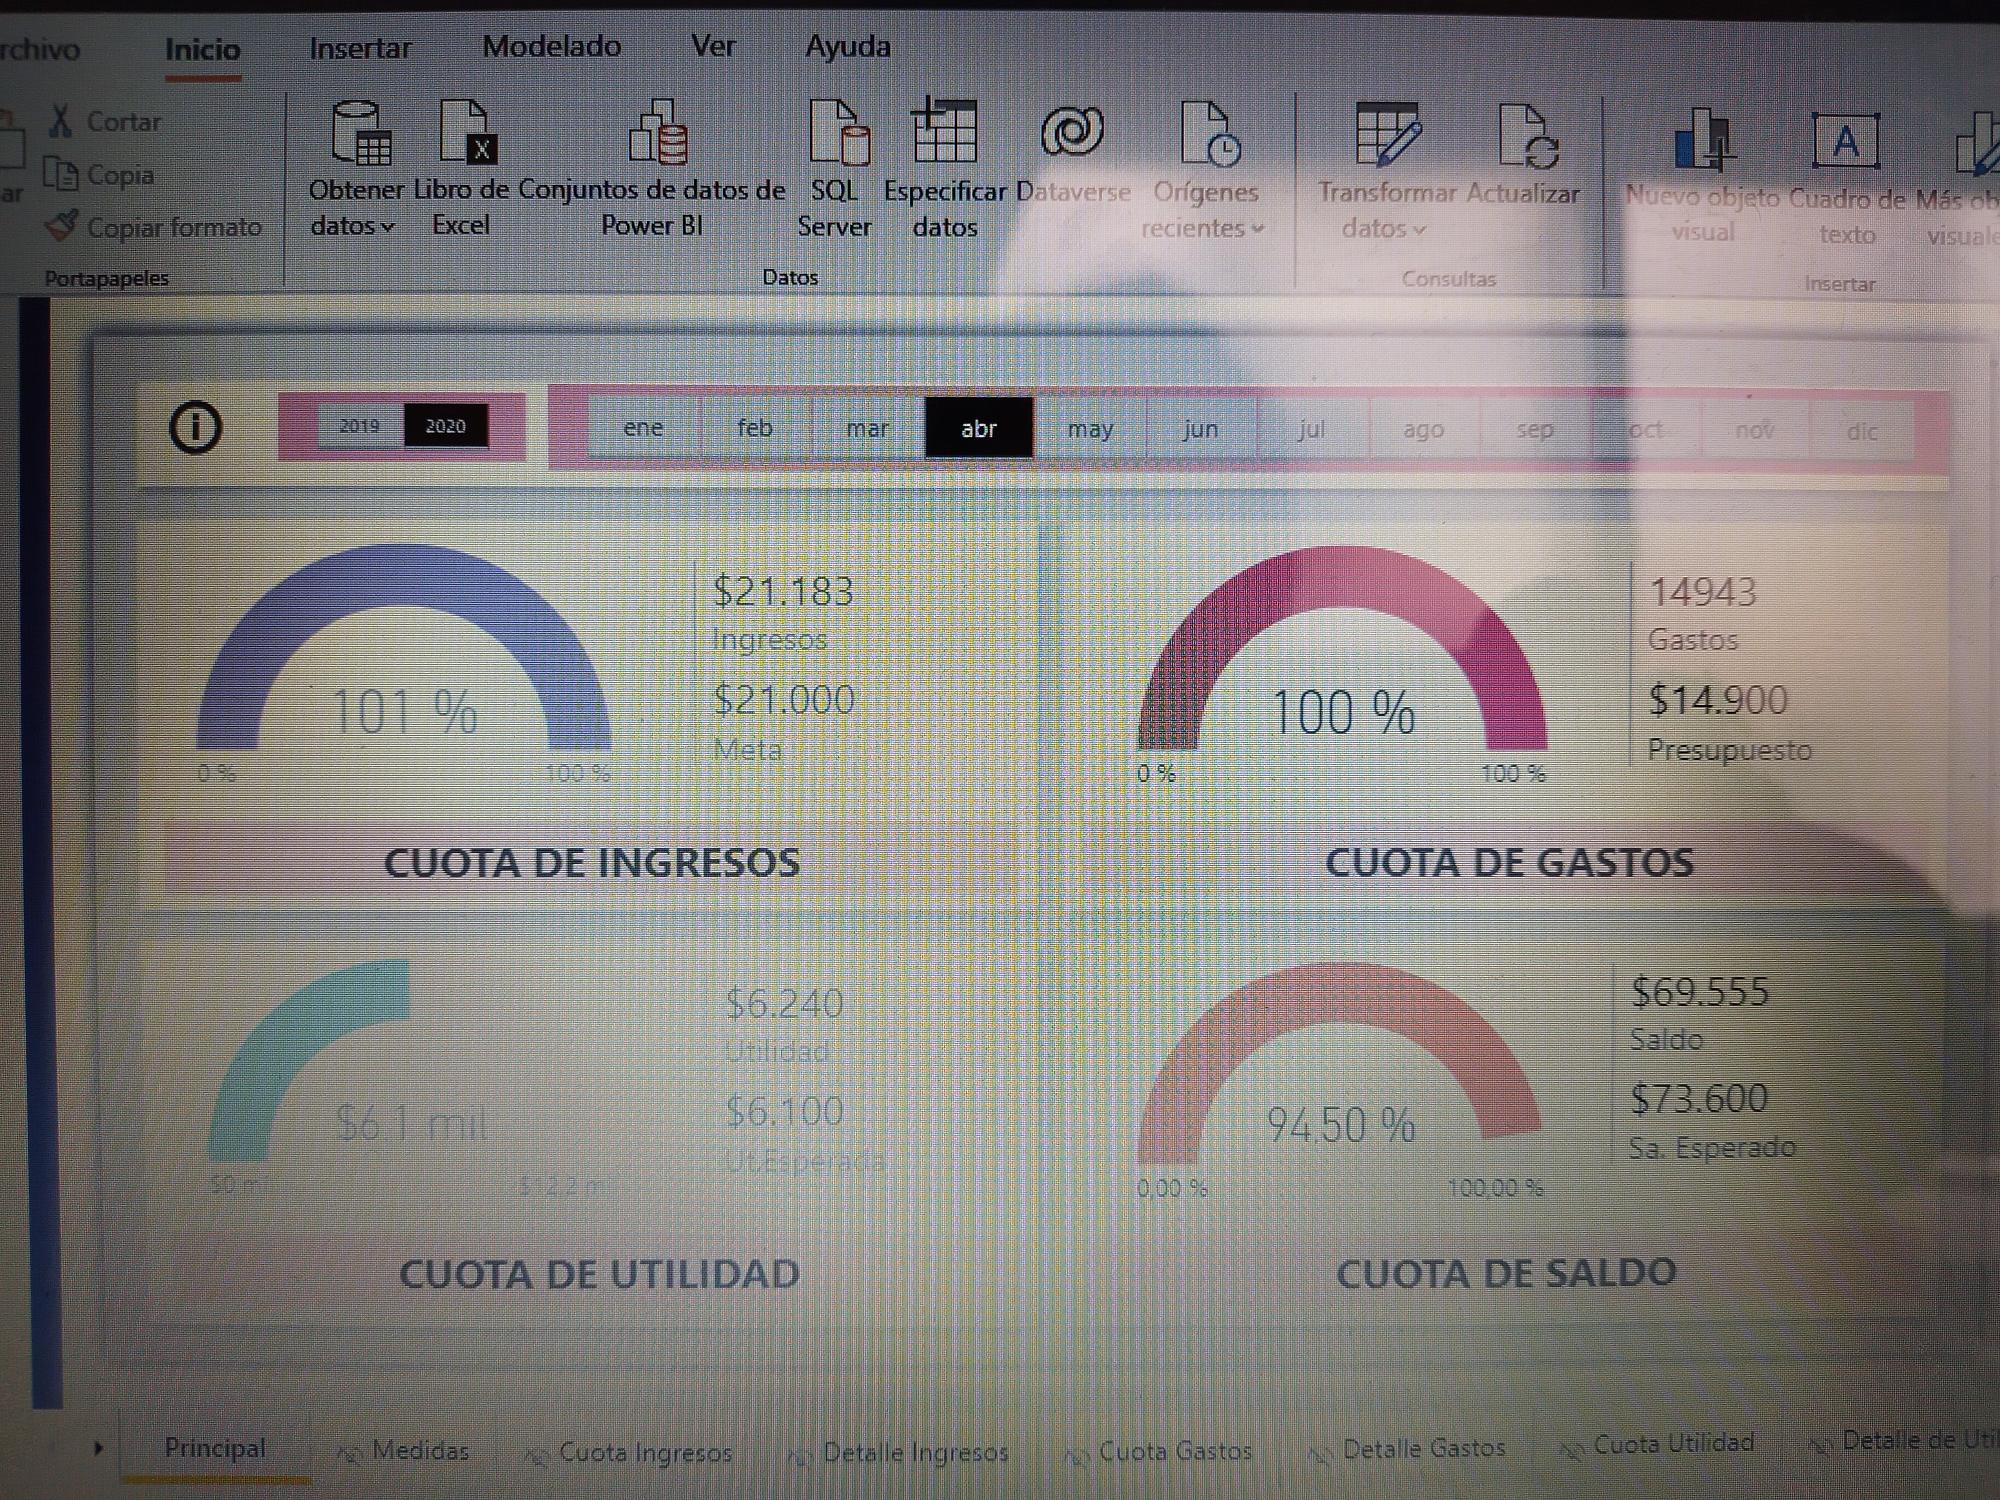 rchivo Inicio Insertar Modelado Ver Ayuda
Cortar
Copia
ar
Copiar formato
Portapapeles
Obtener datos
Libro de Excel
Conjuntos de datos de Power BI
SQL Server
Especificar datos
Dataverse
Orígenes recientes
Datos
Transformar datos
Actualizar
Consultas
Nuevo objeto visual
Cuadro de texto
Más ob
visuale
Insertar
2019 2020
ene feb mar abr may jun jul ago sep oct nov dic
101 %
0 % 100 %
$21.183
Ingresos
$21.000
Meta
CUOTA DE INGRESOS
100 %
0 % 100 %
14943
Gastos
$14.900
Presupuesto
CUOTA DE GASTOS
$6.1 mil
$6.240
Utilidad
$6.100
Ut.Esperada
CUOTA DE UTILIDAD
94.50 %
0,00 % 100,00 %
$69.555
Saldo
$73.600
Sa. Esperado
CUOTA DE SALDO
Principal Medidas Cuota Ingresos Detalle Ingresos Cuota Gastos Detalle Gastos Cuota Utilidad Detalle de Util